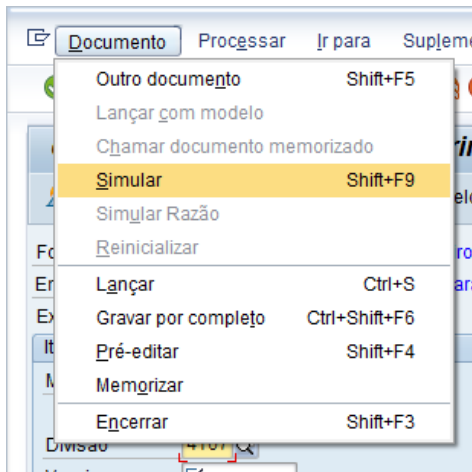 Documento Processar Ir para Suplem
Outro documento Shift+F5
Lançar com modelo
Chamar documento memorizado
Simular Shift+F9
Simular Razão
Reinicializar
Lançar Ctrl+S
Gravar por completo Ctrl+Shift+F6
Pré-editar Shift+F4
Memorizar
Encerrar Shift+F3
Divisão 4107